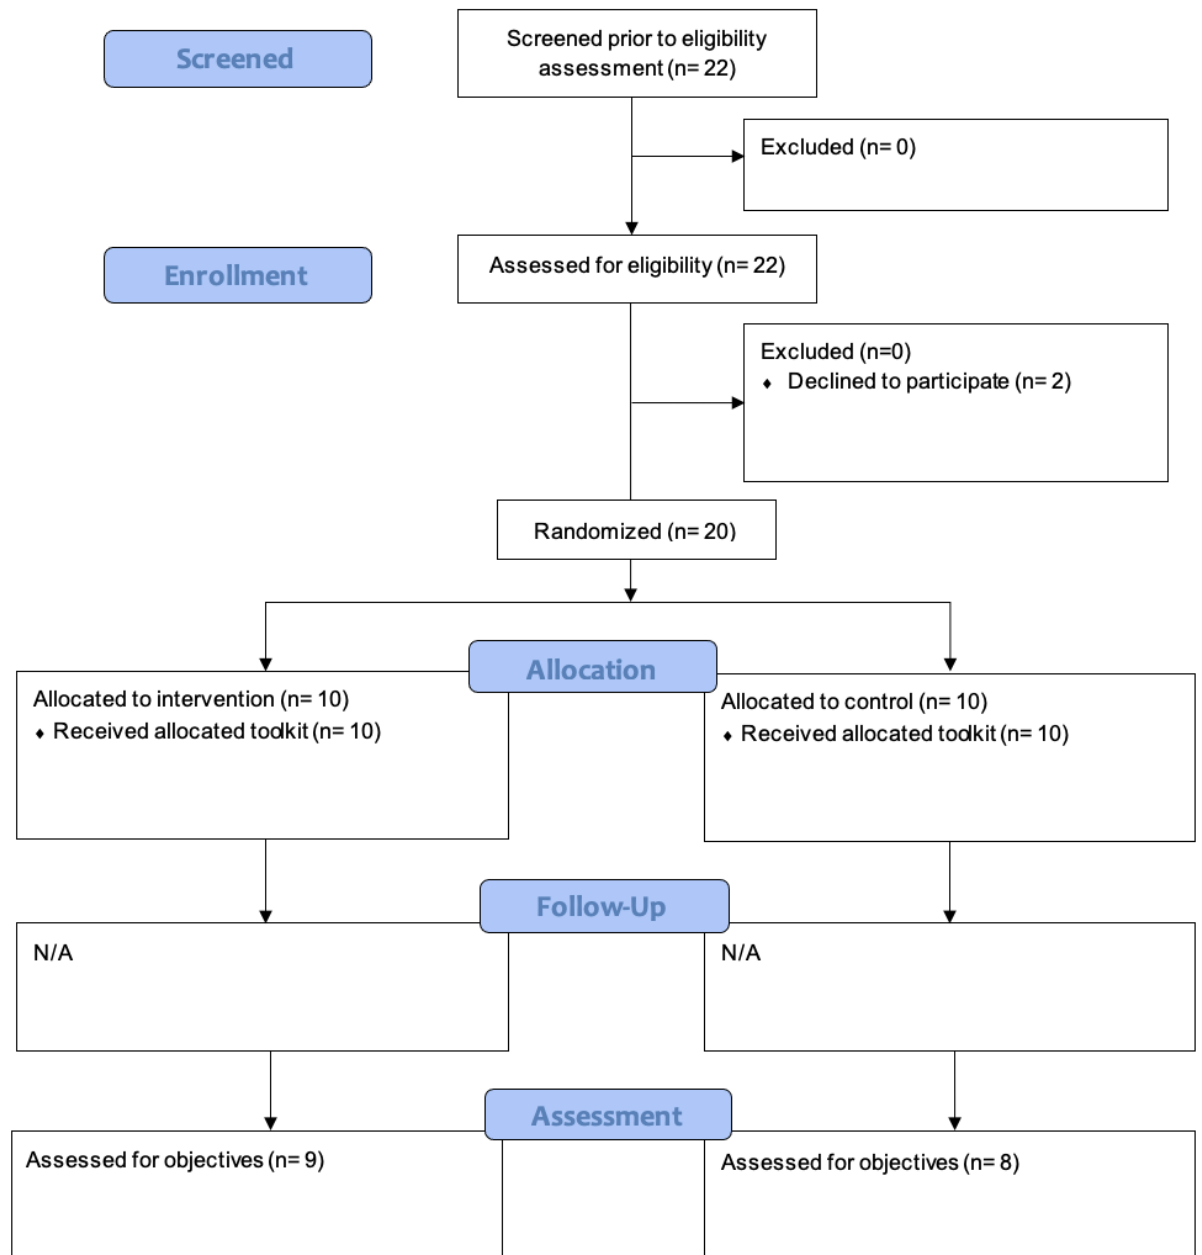 Screened
Screened prior to eligibility
assessment (n= 22)
Excluded (n= 0)
Enrollment
Assessed for eligibility (n= 22)
Excluded (n=0)
⬧ Declined to participate (n= 2)
Randomized (n= 20)
Allocation
Allocated to intervention (n= 10)
⬧ Received allocated toolkit (n= 10)
Allocated to control (n= 10)
⬧ Received allocated toolkit (n= 10)
Follow-Up
N/A
N/A
Assessment
Assessed for objectives (n= 9)
Assessed for objectives (n= 8)